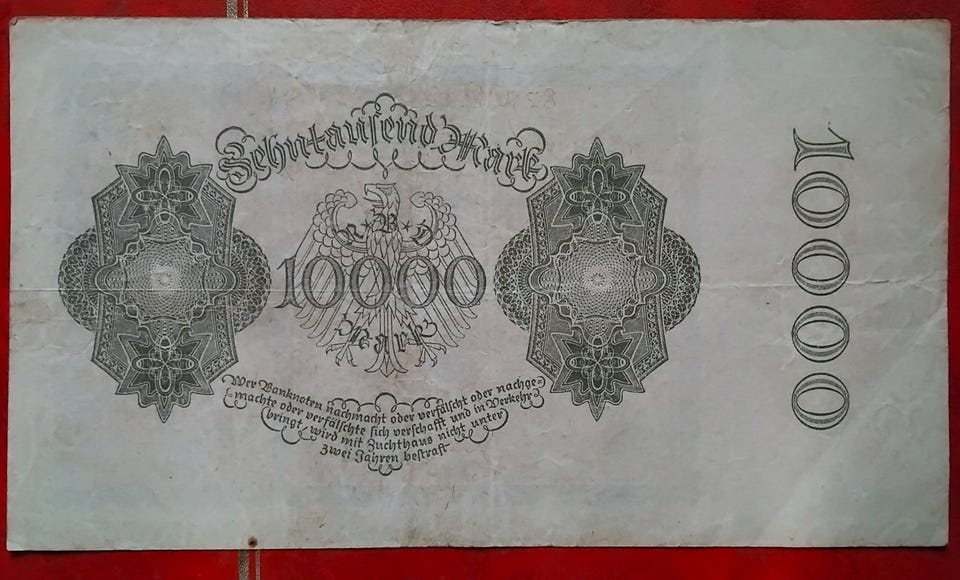 Zehntausend Mark
R·B·D
10000
Mark
Wer Banknoten nachmacht oder verfälscht oder nachge=
machte oder verfälschte sich verschafft und in Verkehr
bringt, wird mit Zuchthaus nicht unter
zwei Jahren bestraft
10000